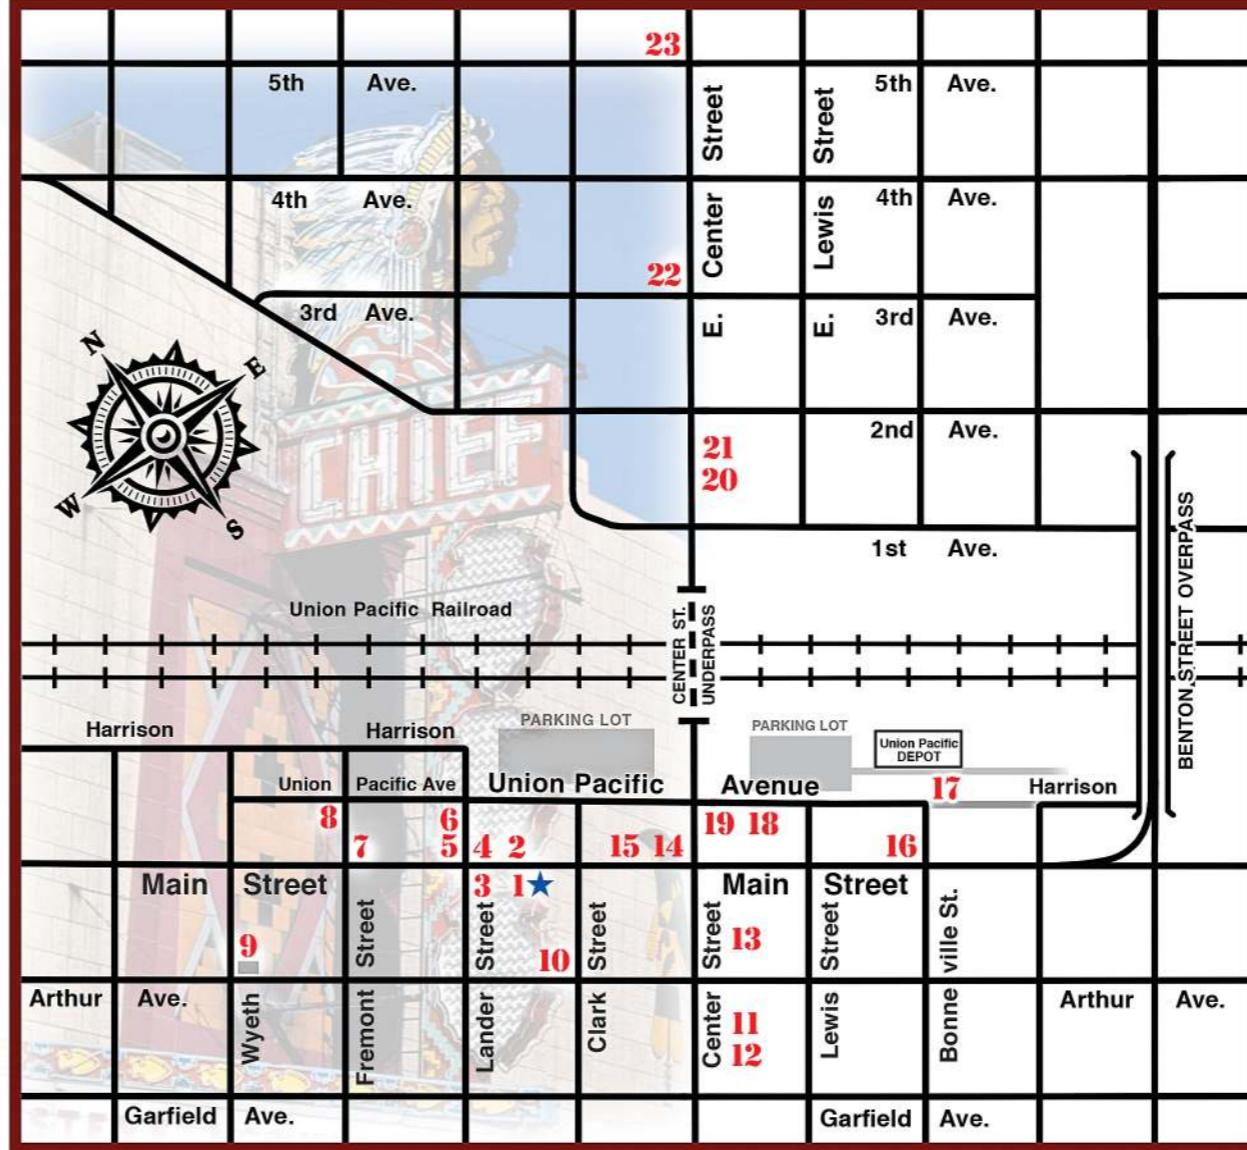 23
5th Ave.
5th Ave.
Street
Street
4th Ave.
4th Ave.
Center
Lewis
22
3rd Ave.
E.
E.
3rd Ave.
N
E
W
S
CHIEF
21
20
2nd Ave.
1st Ave.
Union Pacific Railroad
CENTER ST.
UNDERPASS
BENTON STREET OVERPASS
Harrison
Harrison
PARKING LOT
PARKING LOT
Union Pacific
DEPOT
Union Pacific Ave
Union Pacific Avenue
17
Harrison
8
7
6
5
4
2
15
14
19
18
16
Main Street
3
1
Main Street
9
Street
Street
10
Street
Street
13
Street
ville St.
Arthur Ave.
Wyeth
Fremont
Lander
Clark
Center
11
12
Lewis
Bonne
Arthur Ave.
Garfield Ave.
Garfield Ave.